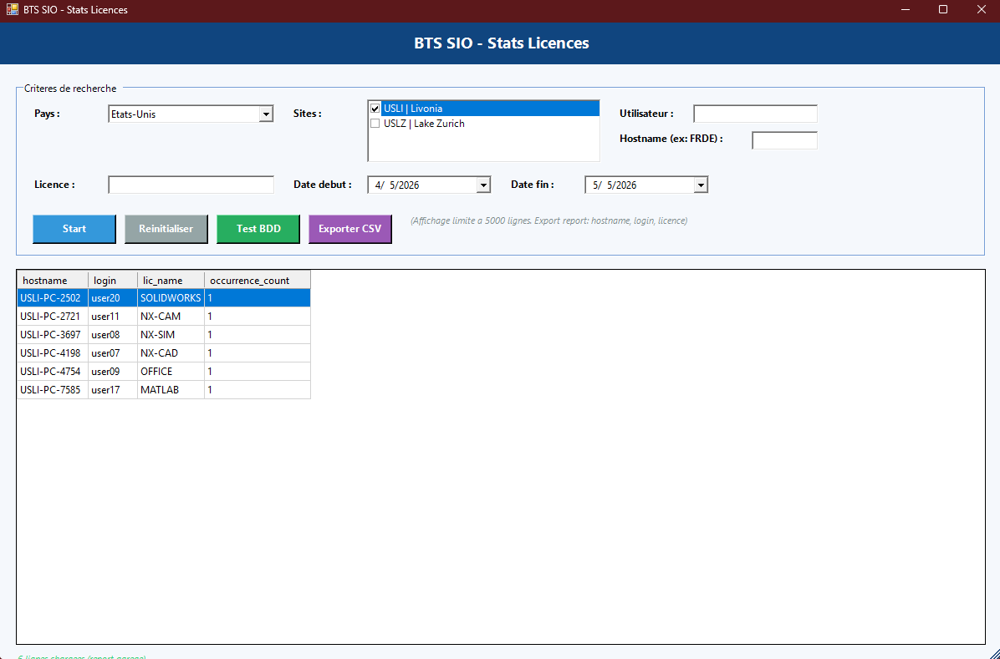 BTS SIO - Stats Licences
BTS SIO - Stats Licences
Criteres de recherche
Pays : Etats-Unis Sites : USLI | Livonia Utilisateur :
USLZ | Lake Zurich
Hostname (ex: FRDE) :
Licence : Date debut : 4/ 5/2026 Date fin : 5/ 5/2026
Start Reinitialiser Test BDD Exporter CSV (Affichage limite a 5000 lignes. Export report: hostname, login, licence)
hostname login lic_name occurrence_count
USLI-PC-2502 user20 SOLIDWORKS 1
USLI-PC-2721 user11 NX-CAM 1
USLI-PC-3697 user08 NX-SIM 1
USLI-PC-4198 user07 NX-CAD 1
USLI-PC-4754 user09 OFFICE 1
USLI-PC-7585 user17 MATLAB 1
6 lignes chargees (report